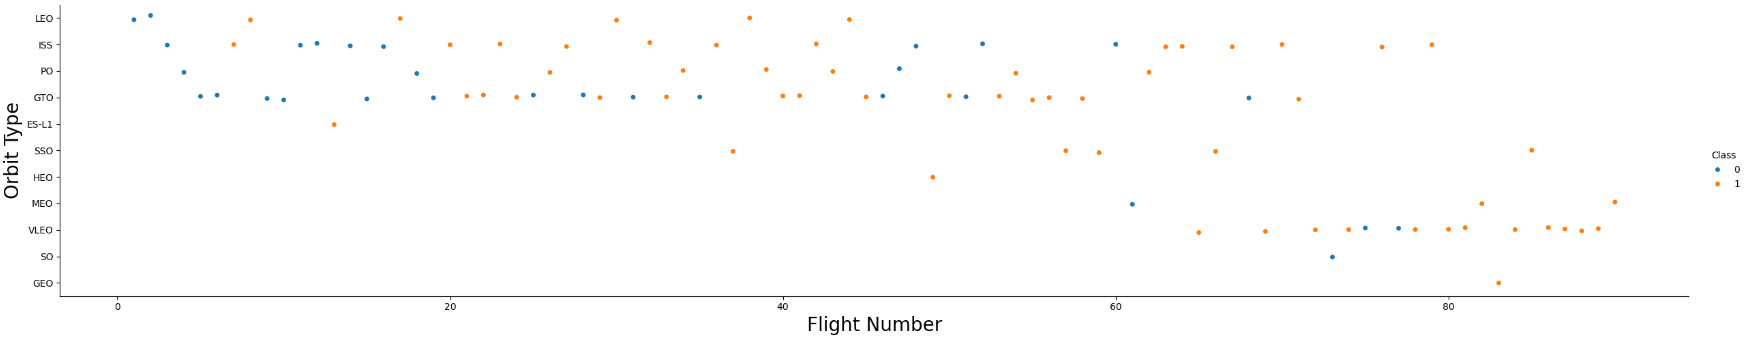 LEO
ISS
PO
GTO
ES-L1
SSO
HEO
MEO
VLEO
SO
GEO
Orbit Type
0 20 40 60 80
Flight Number
Class
0
1